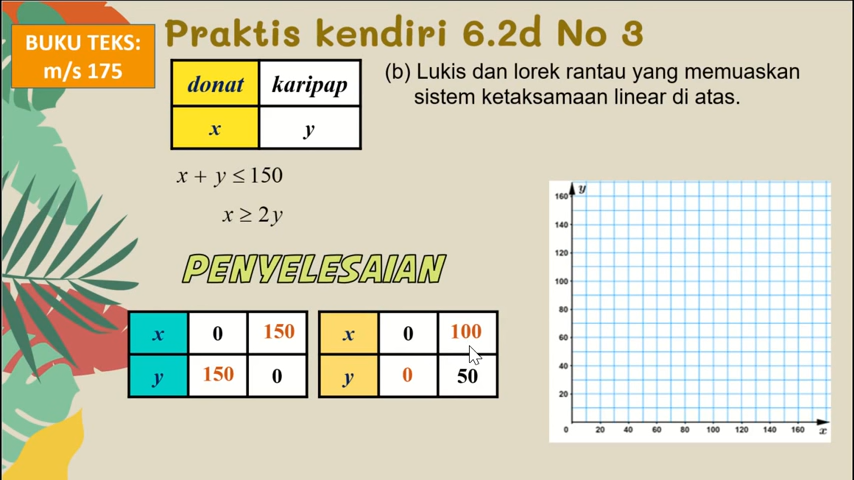 Praktis kendiri 6.2d No 3
BUKU TEKS:
m/s 175
donat karipap
x y
(b) Lukis dan lorek rantau yang memuaskan
sistem ketaksamaan linear di atas.
x + y ≤ 150
x ≥ 2y
PENYELESAIAN
x 0 150
y 150 0
x 0 100
y 0 50
y
160
140
120
100
80
60
40
20
0 20 40 60 80 100 120 140 160 x